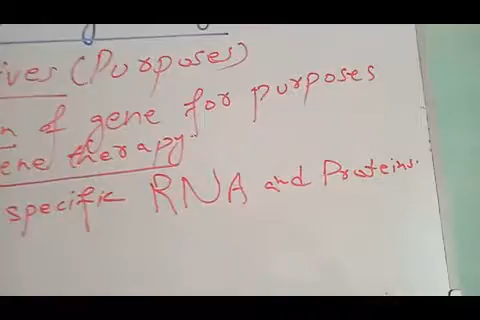 ives (Purposes)
n of gene for purposes
ene therapy
specific RNA and Proteins.